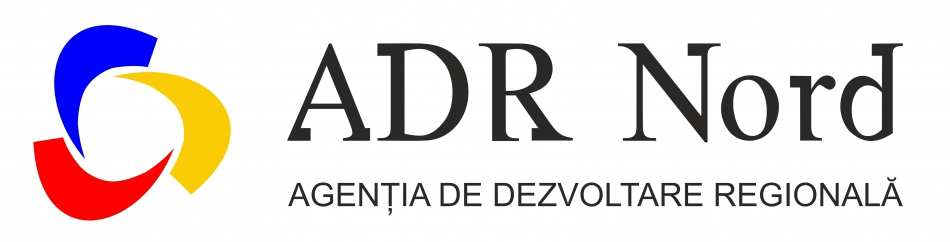 ADR Nord
AGENȚIA DE DEZVOLTARE REGIONALĂ